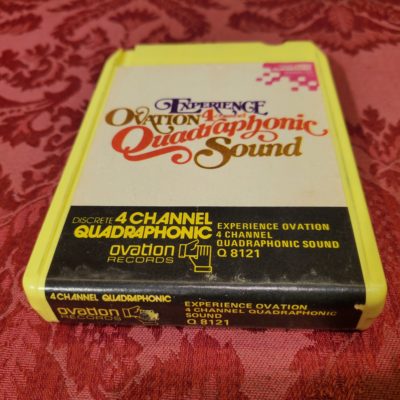 EXPERIENCE
OVATION 4 Channel
Quadraphonic
Sound
DISCRETE 4 CHANNEL
QUADRAPHONIC
ovation
RECORDS
EXPERIENCE OVATION
4 CHANNEL
QUADRAPHONIC SOUND
Q 8121
4 CHANNEL QUADRAPHONIC
ovation
RECORDS
EXPERIENCE OVATION
4 CHANNEL QUADRAPHONIC
SOUND
Q 8121